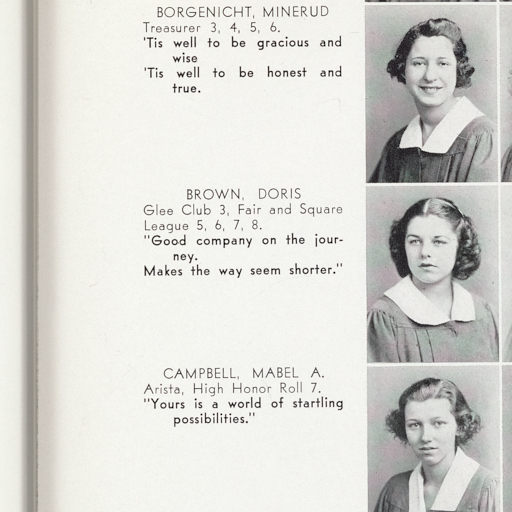 BORGENICHT, MINERUD
Treasurer 3, 4, 5, 6.
'Tis well to be gracious and
wise
'Tis well to be honest and
true.
BROWN, DORIS
Glee Club 3, Fair and Square
League 5, 6, 7, 8.
"Good company on the jour-
ney.
Makes the way seem shorter."
CAMPBELL, MABEL A.
Arista, High Honor Roll 7.
"Yours is a world of startling
possibilities."